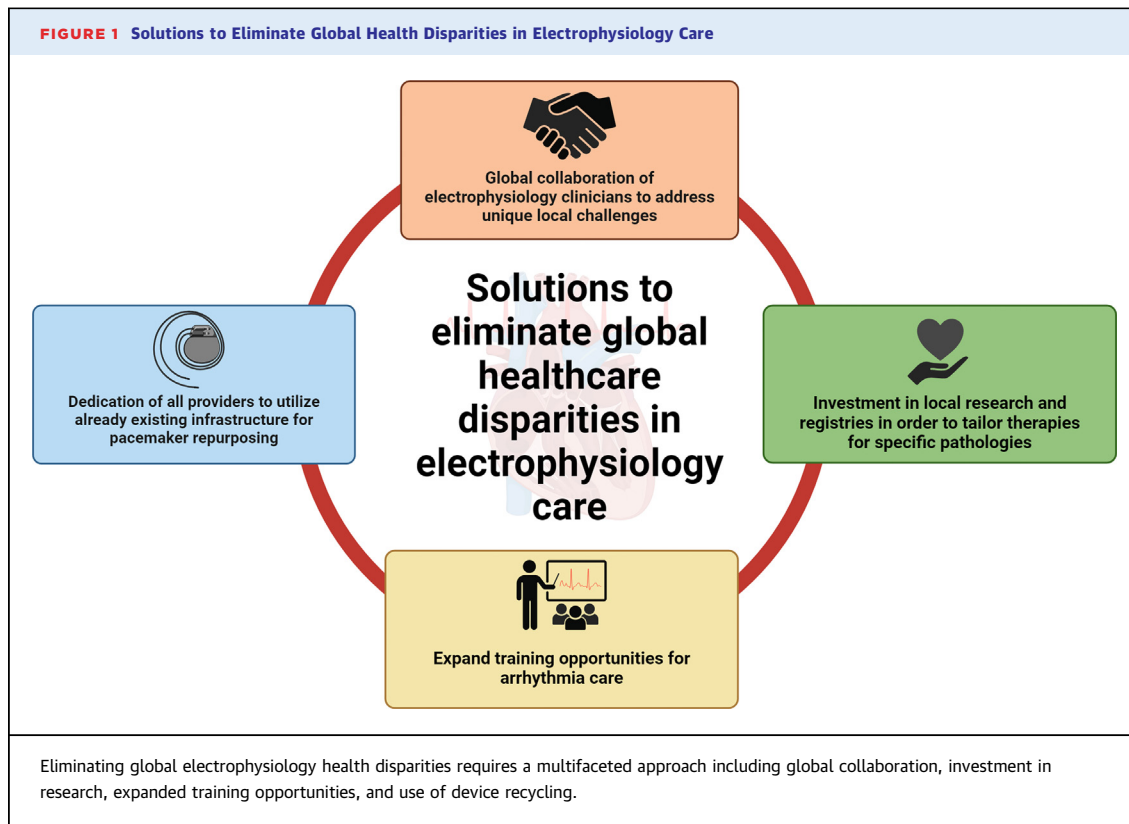 FIGURE 1 Solutions to Eliminate Global Health Disparities in Electrophysiology Care
Global collaboration of
electrophysiology clinicians to address
unique local challenges
Solutions to
eliminate global
healthcare
disparities in
electrophysiology
care
Dedication of all providers to utilize
already existing infrastructure for
pacemaker repurposing
Investment in local research and
registries in order to tailor therapies
for specific pathologies
Expand training opportunities for
arrhythmia care
Eliminating global electrophysiology health disparities requires a multifaceted approach including global collaboration, investment in
research, expanded training opportunities, and use of device recycling.